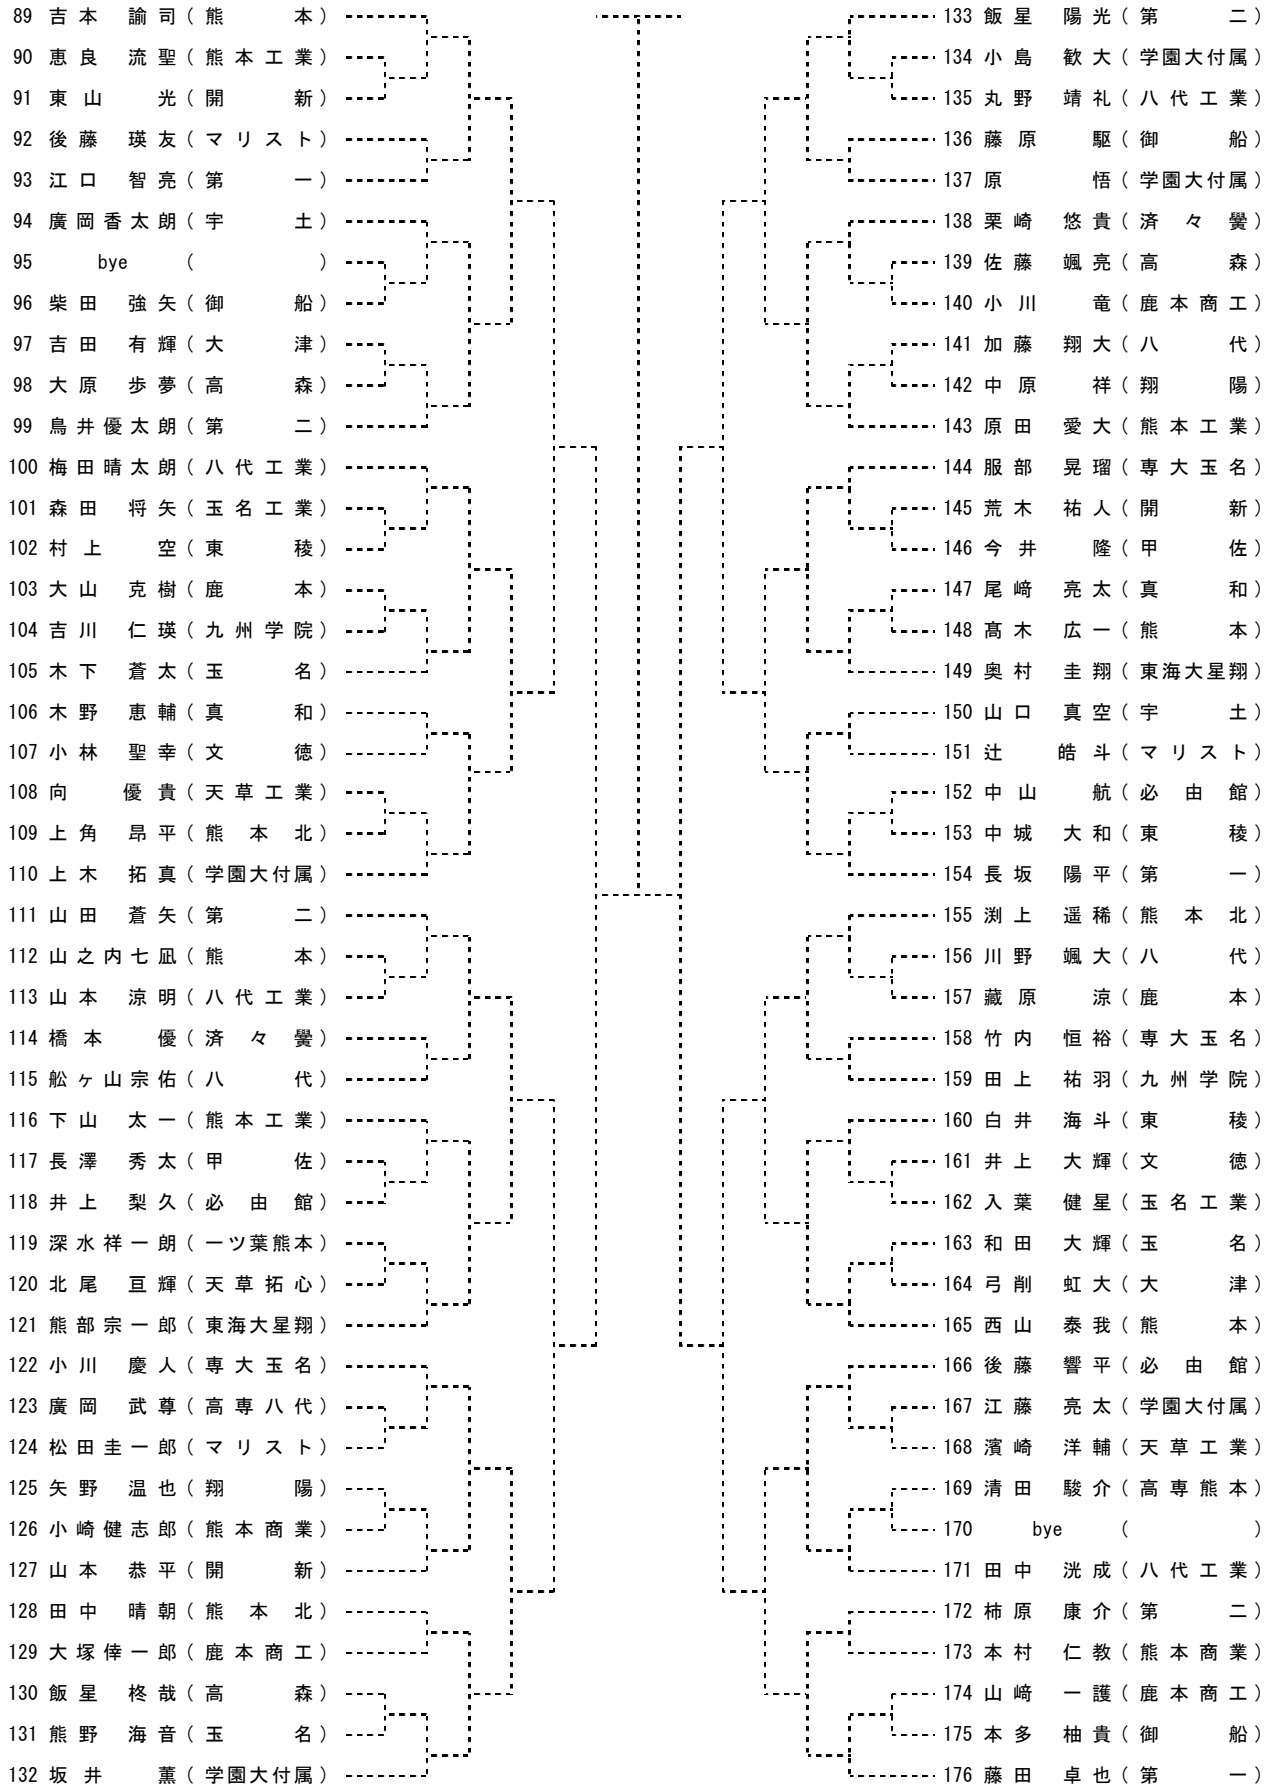 89 吉本 諭司（熊本）
90 恵良 流聖（熊本工業）
91 東山 光（開新）
92 後藤 瑛友（マリスト）
93 江口 智亮（第一）
94 廣岡香太朗（宇土）
95 bye （ ）
96 柴田 強矢（御船）
97 吉田 有輝（大津）
98 大原 歩夢（高森）
99 鳥井優太朗（第二）
100 梅田晴太朗（八代工業）
101 森田 将矢（玉名工業）
102 村上 空（東稜）
103 大山 克樹（鹿本）
104 吉川 仁瑛（九州学院）
105 木下 蒼太（玉名）
106 木野 恵輔（真和）
107 小林 聖幸（文徳）
108 向 優貴（天草工業）
109 上角 昂平（熊本北）
110 上木 拓真（学園大付属）
111 山田 蒼矢（第二）
112 山之内七凪（熊本）
113 山本 涼明（八代工業）
114 橋本 優（済々黌）
115 舩ヶ山宗佑（八代）
116 下山 太一（熊本工業）
117 長澤 秀太（甲佐）
118 井上 梨久（必由館）
119 深水祥一朗（一ツ葉熊本）
120 北尾 亘輝（天草拓心）
121 熊部宗一郎（東海大星翔）
122 小川 慶人（専大玉名）
123 廣岡 武尊（高専八代）
124 松田圭一郎（マリスト）
125 矢野 温也（翔陽）
126 小崎健志郎（熊本商業）
127 山本 恭平（開新）
128 田中 晴朝（熊本北）
129 大塚倖一郎（鹿本商工）
130 飯星 柊哉（高森）
131 熊野 海音（玉名）
132 坂井 薫（学園大付属）
133 飯星 陽光（第二）
134 小島 歓大（学園大付属）
135 丸野 靖礼（八代工業）
136 藤原 駆（御船）
137 原 悟（学園大付属）
138 栗崎 悠貴（済々黌）
139 佐藤 颯亮（高森）
140 小川 竜（鹿本商工）
141 加藤 翔大（八代）
142 中原 祥（翔陽）
143 原田 愛大（熊本工業）
144 服部 晃瑠（専大玉名）
145 荒木 祐人（開新）
146 今井 隆（甲佐）
147 尾﨑 亮太（真和）
148 髙木 広一（熊本）
149 奥村 圭翔（東海大星翔）
150 山口 真空（宇土）
151 辻 皓斗（マリスト）
152 中山 航（必由館）
153 中城 大和（東稜）
154 長坂 陽平（第一）
155 渕上 遥稀（熊本北）
156 川野 颯大（八代）
157 藏原 涼（鹿本）
158 竹内 恒裕（専大玉名）
159 田上 祐羽（九州学院）
160 白井 海斗（東稜）
161 井上 大輝（文徳）
162 入葉 健星（玉名工業）
163 和田 大輝（玉名）
164 弓削 虹大（大津）
165 西山 泰我（熊本）
166 後藤 響平（必由館）
167 江藤 亮太（学園大付属）
168 濱崎 洋輔（天草工業）
169 清田 駿介（高専熊本）
170 bye （ ）
171 田中 洸成（八代工業）
172 柿原 康介（第二）
173 本村 仁教（熊本商業）
174 山﨑 一護（鹿本商工）
175 本多 柚貴（御船）
176 藤田 卓也（第一）